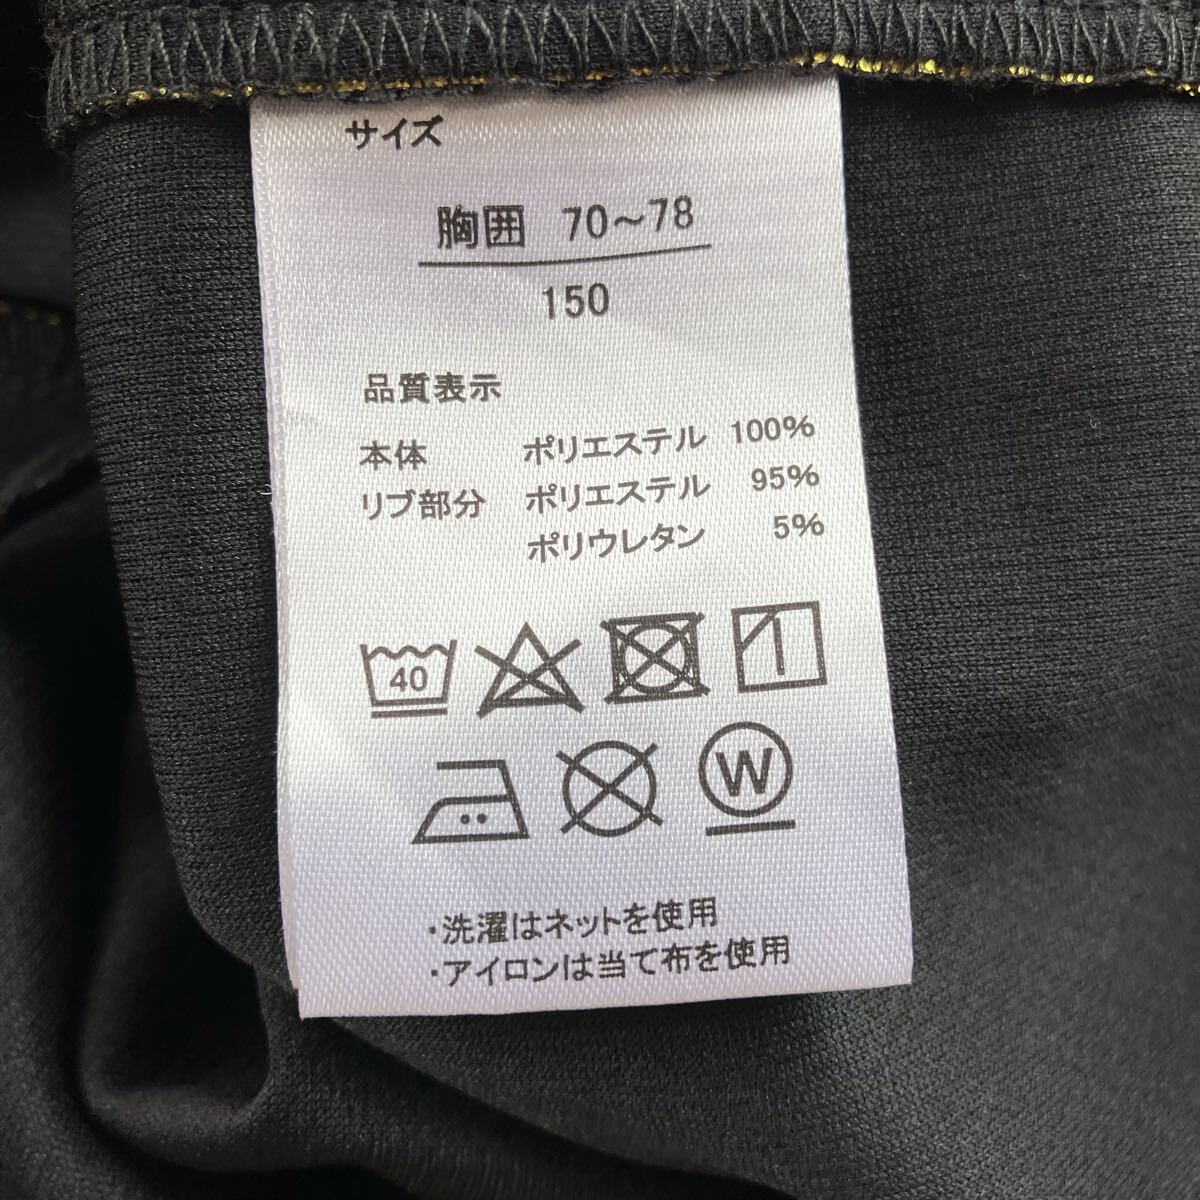 サイズ
胸囲 70～78
150
品質表示
本体 ポリエステル 100%
リブ部分 ポリエステル 95%
ポリウレタン 5%
40
W
・洗濯はネットを使用
・アイロンは当て布を使用